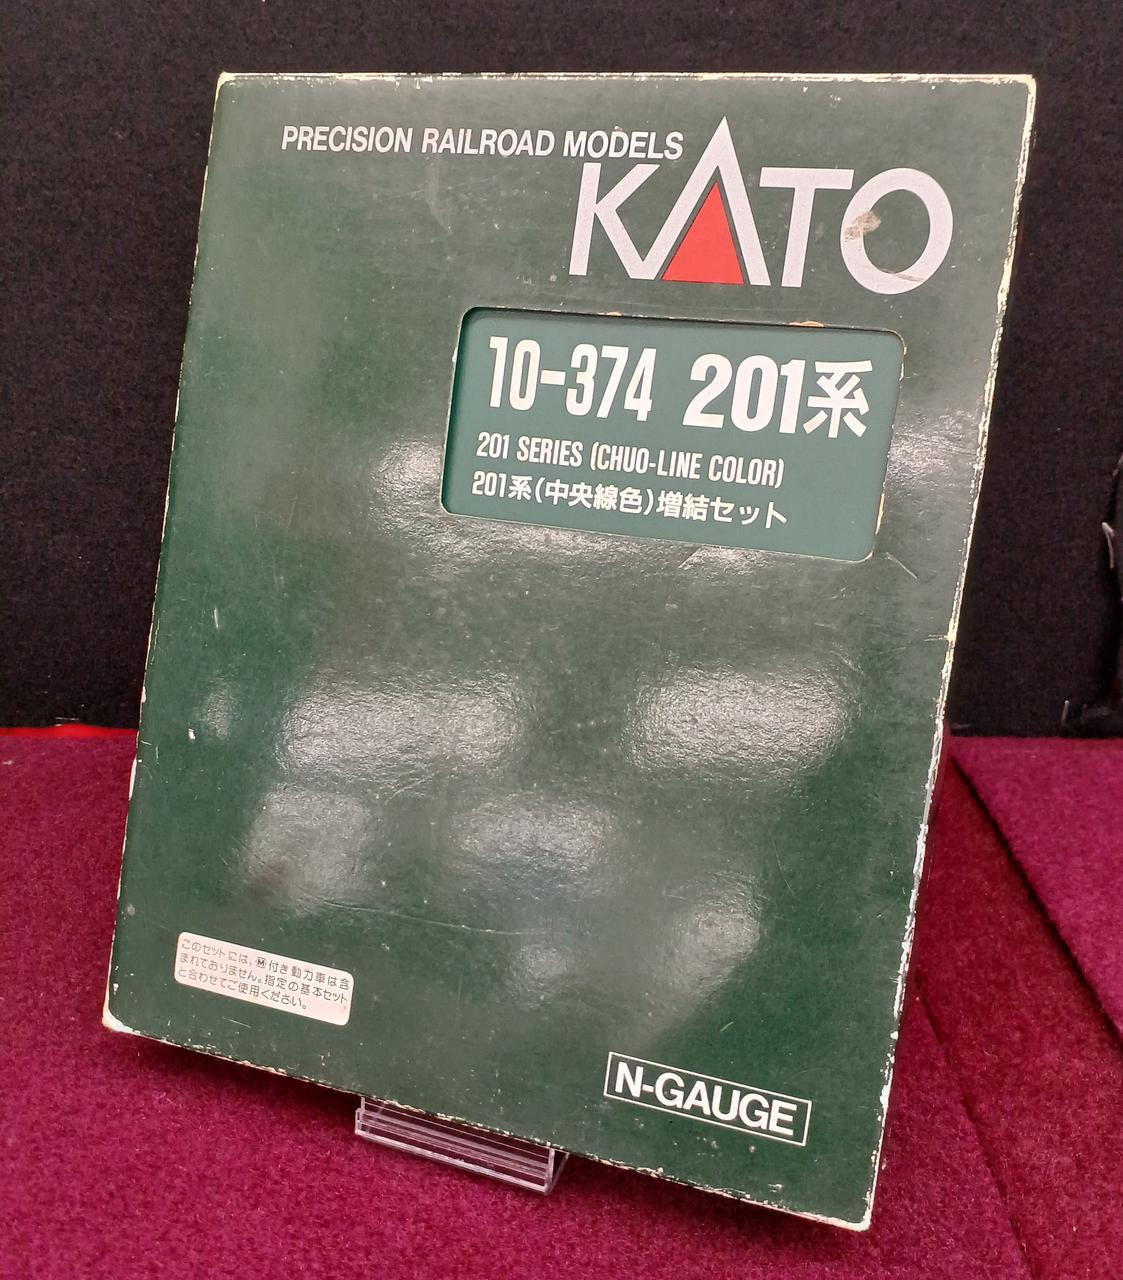 PRECISION RAILROAD MODELS
KATO
10-374 201系
201 SERIES (CHUO-LINE COLOR)
201系(中央線色)増結セット
このセットには、Ⓜ付き動力車は含
まれておりません。指定の基本セット
と合わせてご使用ください。
N-GAUGE